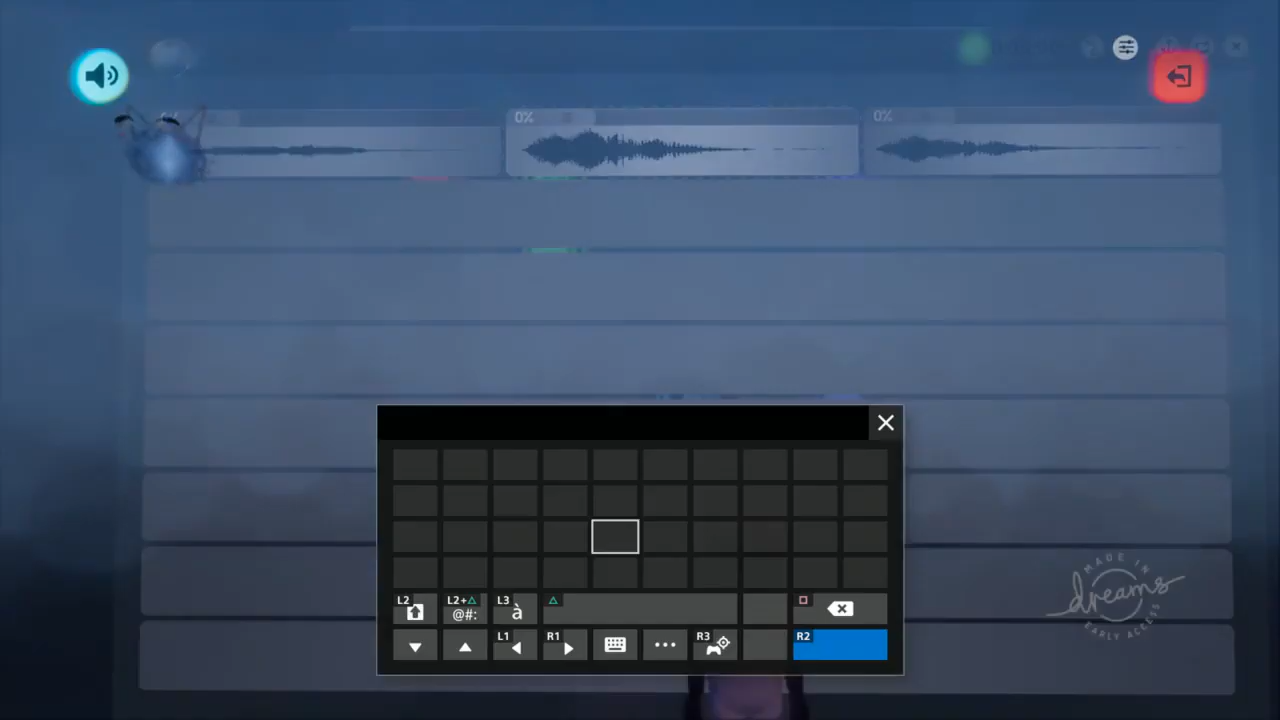 0%
0%
MADE IN
dreams
EARLY ACCESS
L2
L2+△
@#:
L3
à
△
□
L1
R1
...
R3
R2